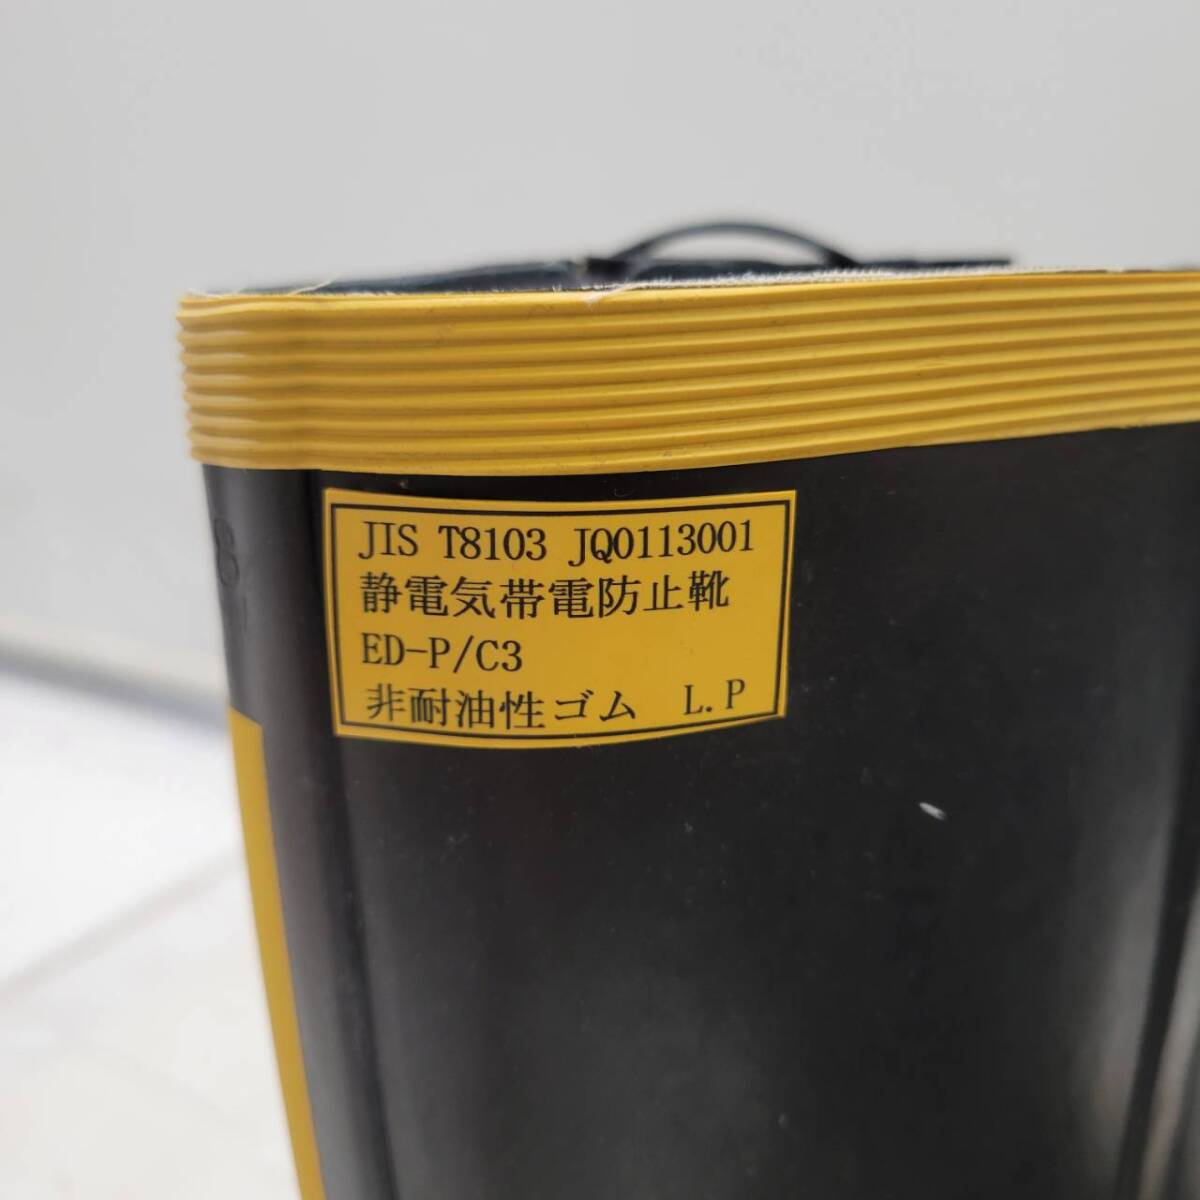 JIS T8103 JQ0113001
静電気帯電防止靴
ED-P/C3
非耐油性ゴム L.P